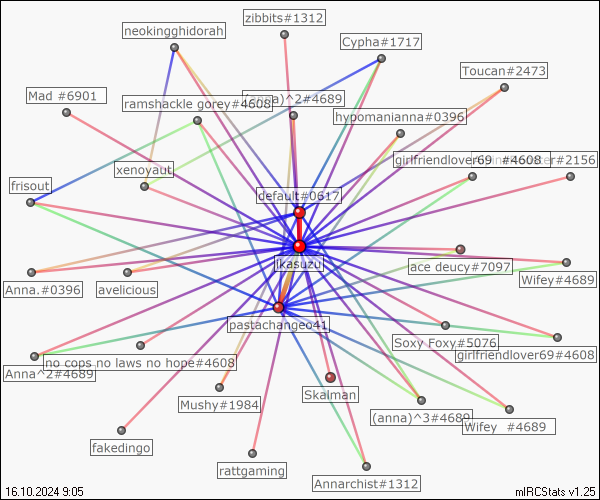 zibbits#1312
neokingghidorah
Cypha#1717
Toucan#2473
Mad #6901
ramshackle gorey#4608
)^2#4689
hypomanianna#0396
girlfriendlover69 #4608
#2156
xenoyaut
frisout
default#0617
ikasuzu
ace deucy#7097
Anna.#0396
avelicious
Wifey#4689
pastachangeo41
Soxy Foxy#5076
girlfriendlover69#4608
no cops no laws no hope#4608
Anna^2#4689
Skalman
Mushy#1984
(anna)^3#4689
Wifey #4689
fakedingo
rattgaming
Annarchist#1312
16.10.2024 9:05
mIRCStats v1.25